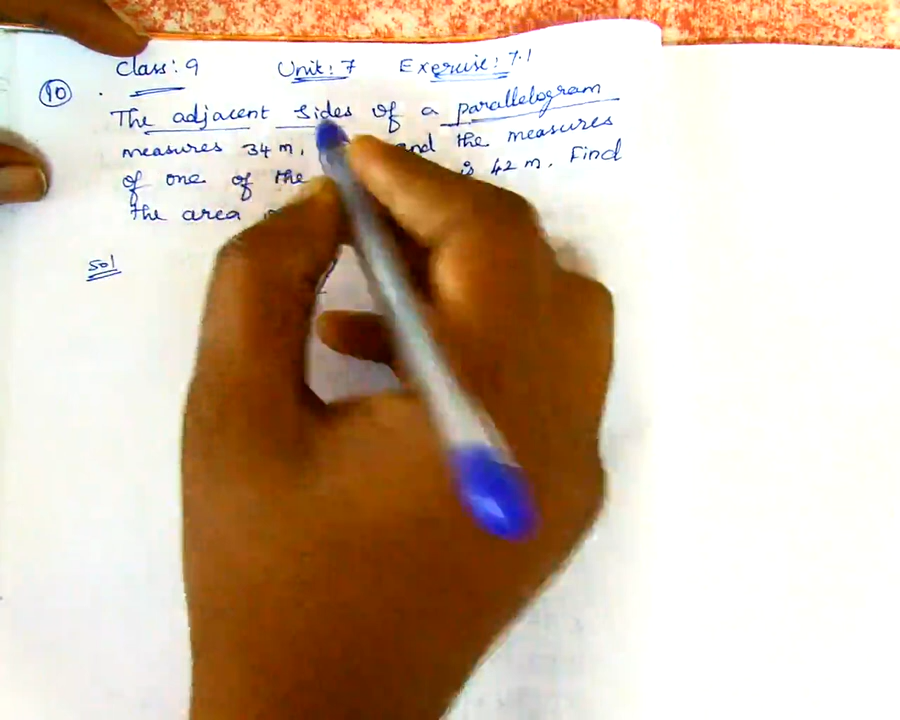 Class: 9 Unit: 7 Exercise: 7.1
10 The adjacent sides of a parallelogram
measures 34 m, and the measures
of one of the is 42 m. Find
the area
Sol